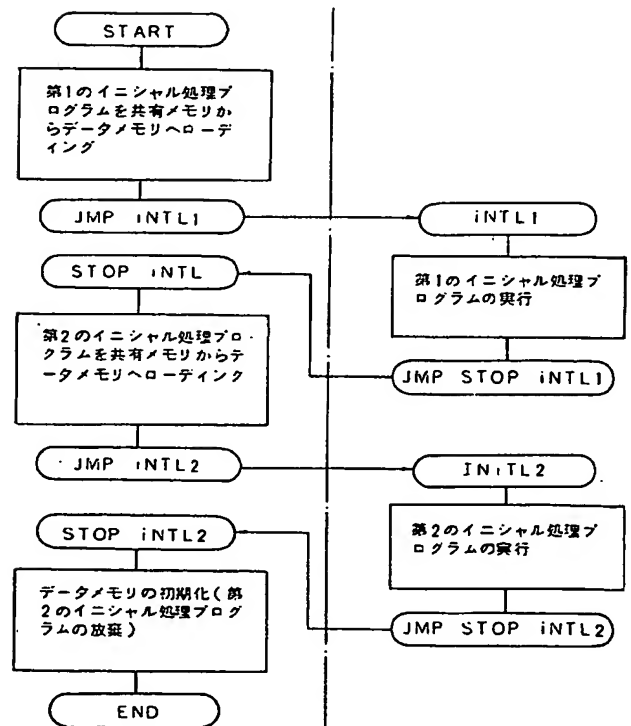 START
第1のイニシャル処理プ
ログラムを共有メモリか
らデータメモリへローデ
ィング
JMP iNTL1
iNTL1
第1のイニシャル処理プ
ログラムの実行
JMP STOP iNTL1
STOP iNTL
第2のイニシャル処理プロ
グラムを共有メモリからデ
ータメモリへローディング
JMP iNTL2
INiTL2
第2のイニシャル処理プ
ログラムの実行
JMP STOP iNTL2
STOP iNTL2
データメモリの初期化(第
2のイニシャル処理プログ
ラムの放棄)
END